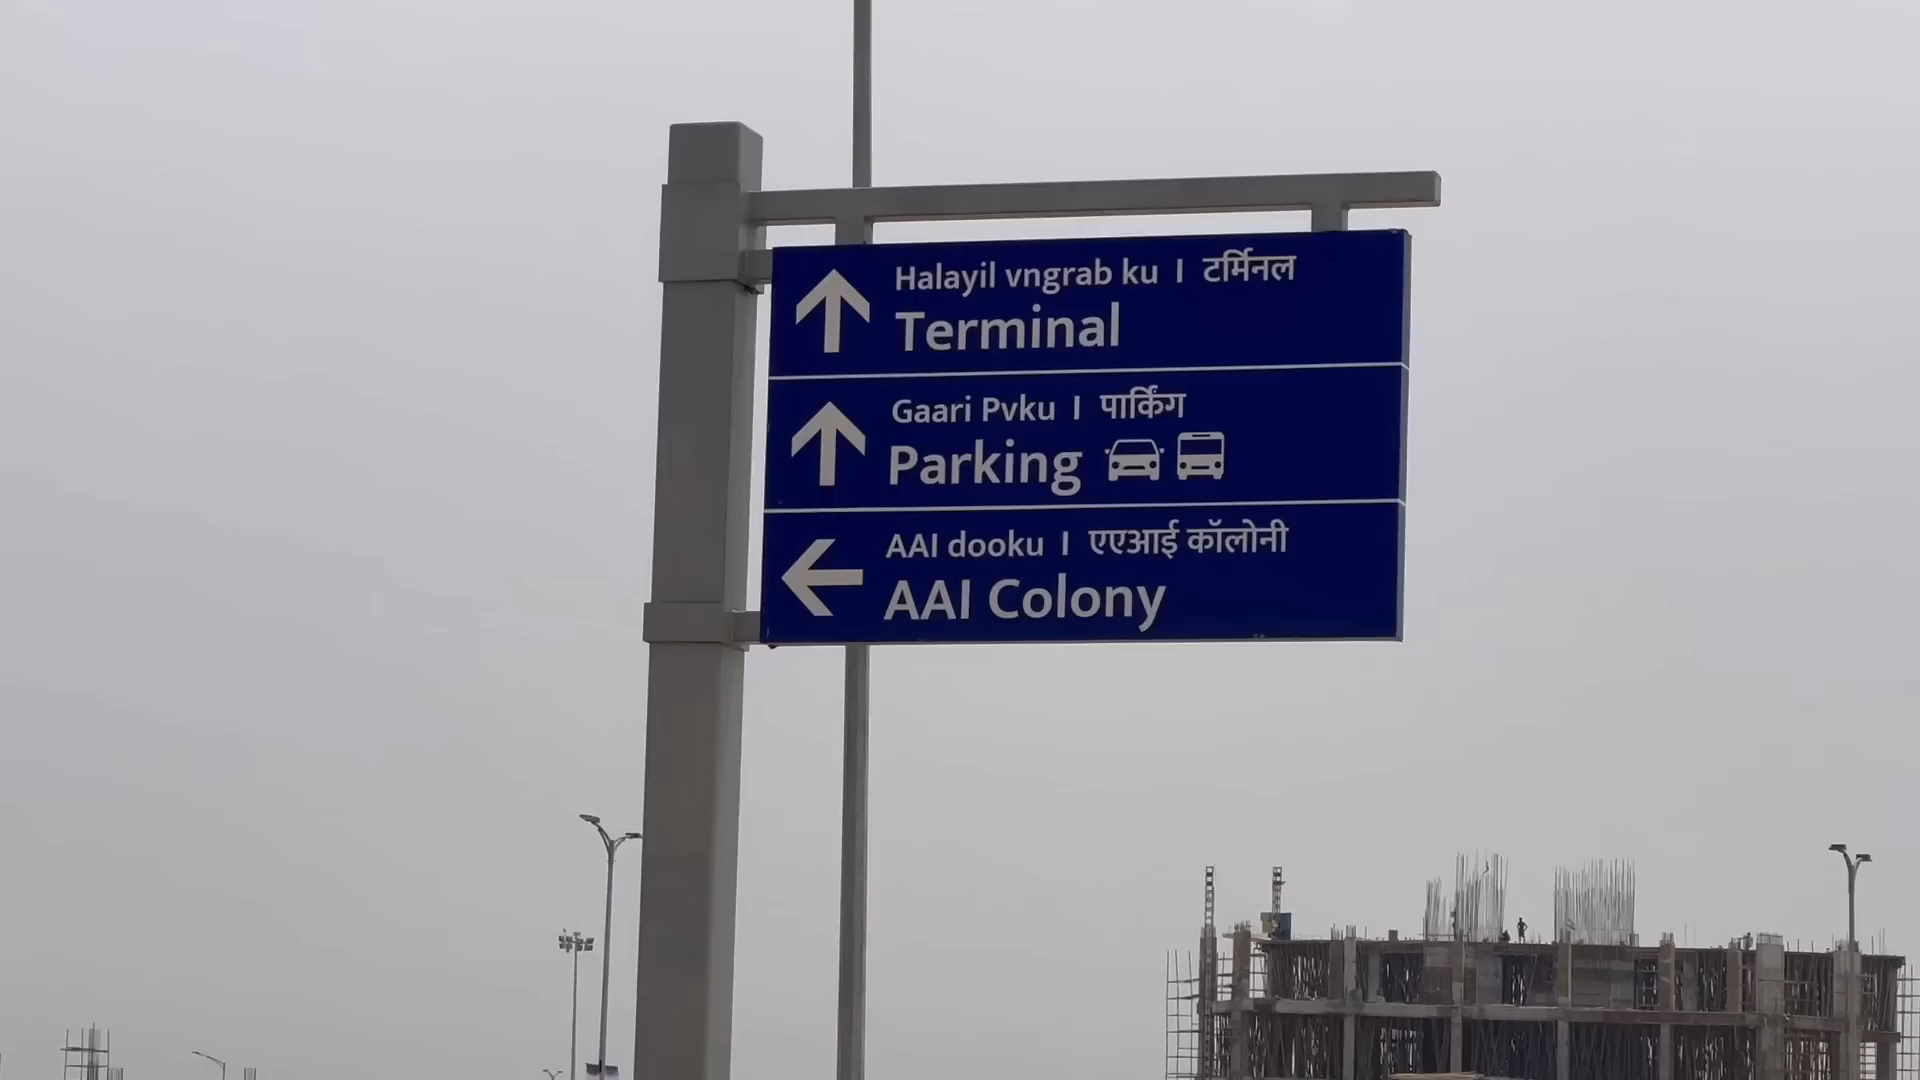 Halayil vngrab ku | टर्मिनल
Terminal
Gaari Pvku | पार्किंग
Parking
AAI dooku | एएआई कॉलोनी
AAI Colony